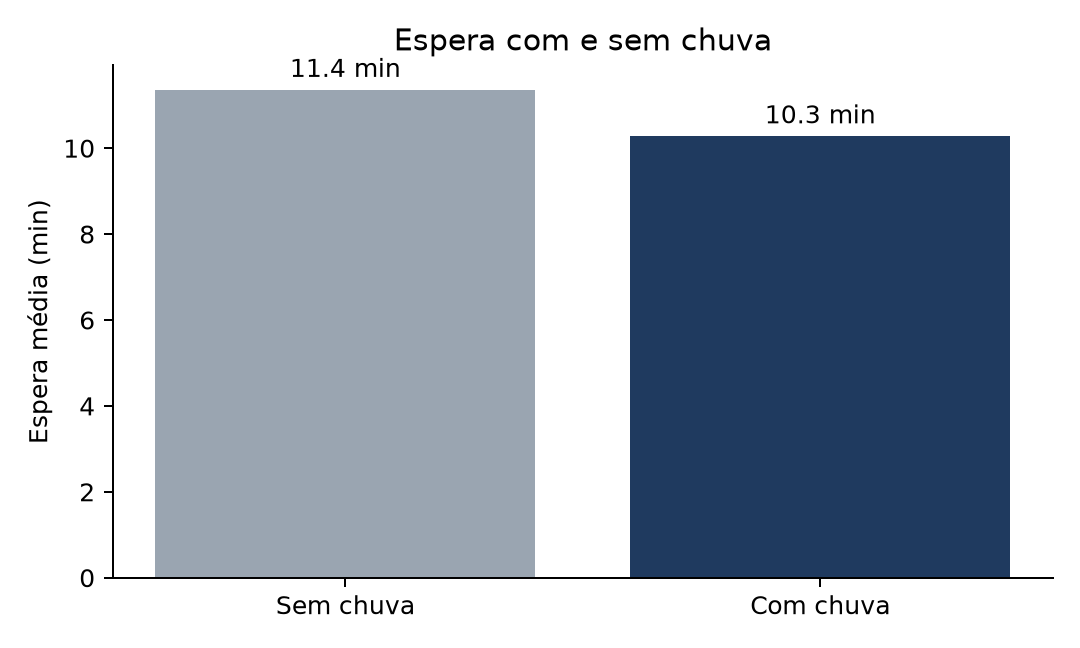 Espera com e sem chuva
11.4 min
10.3 min
Espera média (min)
10
8
6
4
2
0
Sem chuva
Com chuva